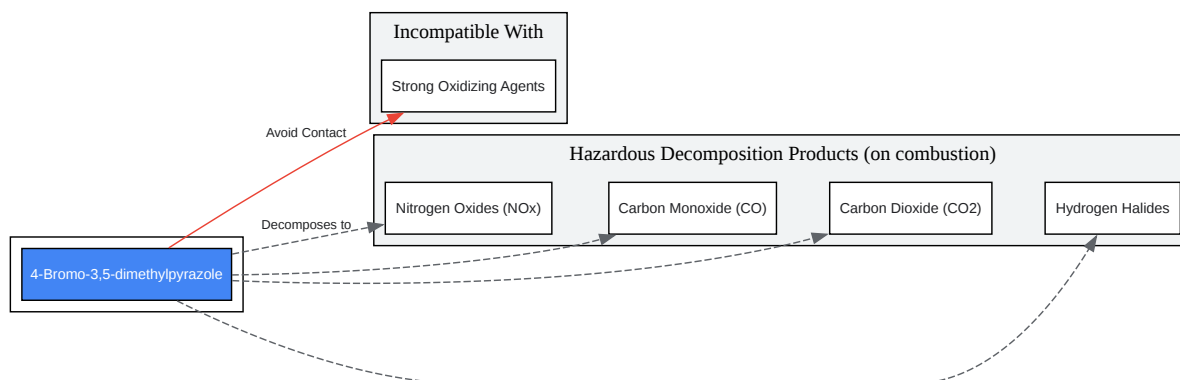 Incompatible With
Strong Oxidizing Agents
Avoid Contact
Hazardous Decomposition Products (on combustion)
Nitrogen Oxides (NOx)
Carbon Monoxide (CO)
Carbon Dioxide (CO2)
Hydrogen Halides
Decomposes to
4-Bromo-3,5-dimethylpyrazole